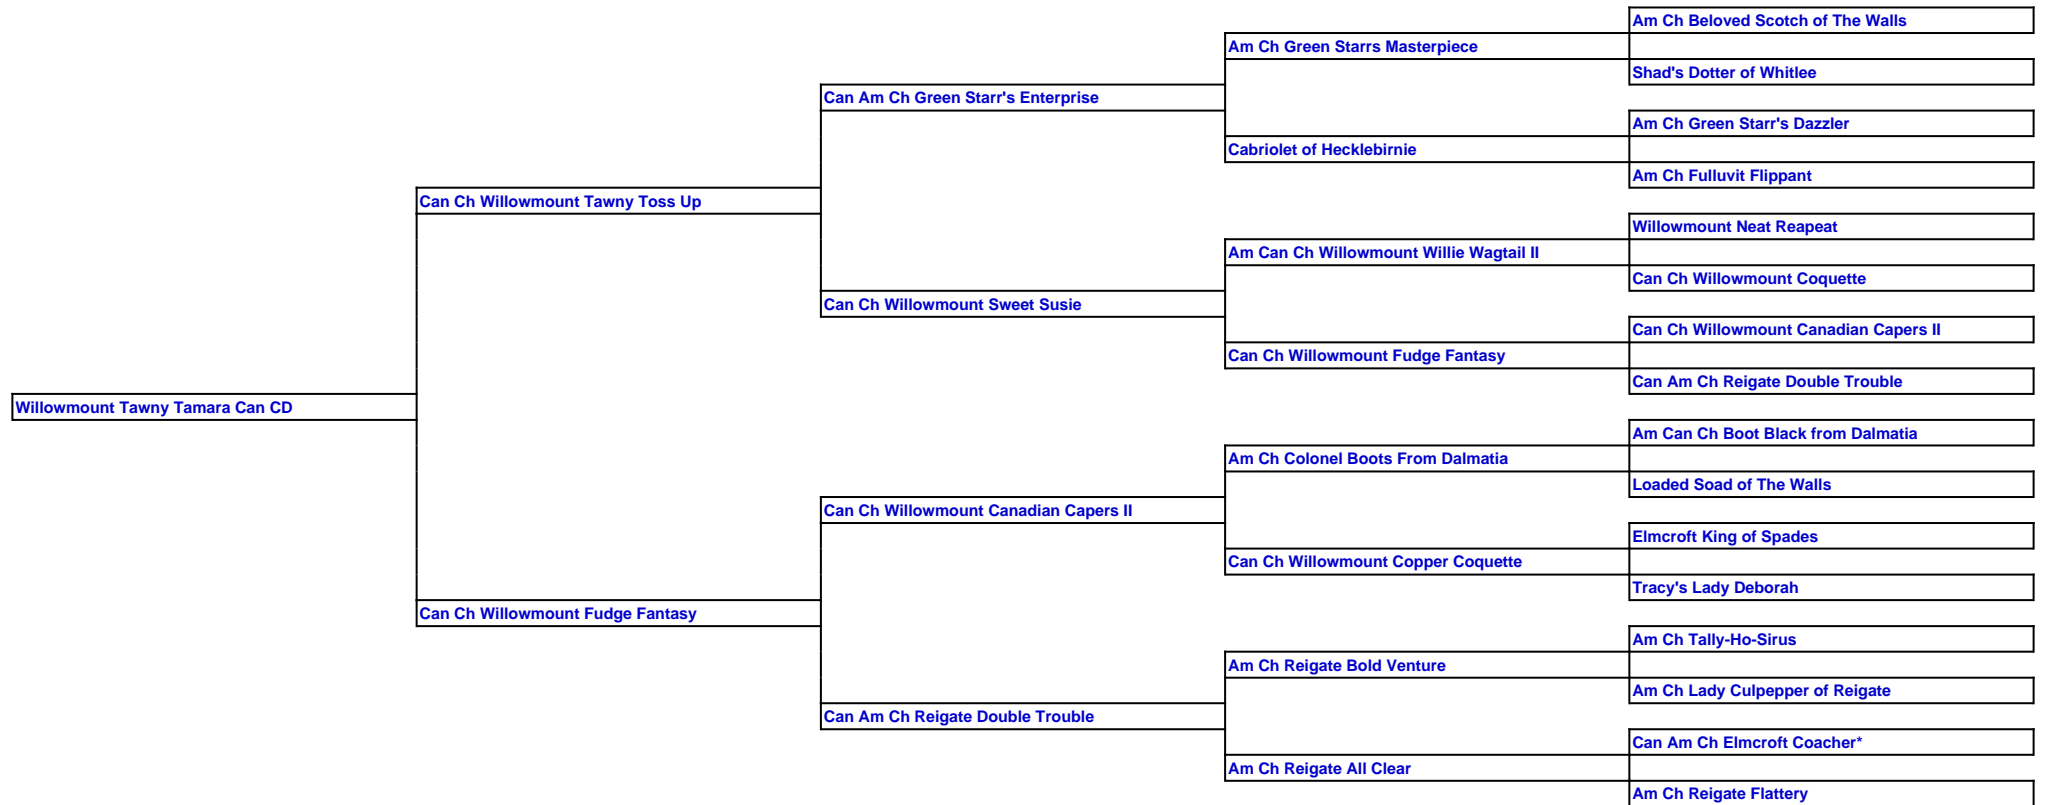 Am Ch Beloved Scotch of The Walls
Am Ch Green Starrs Masterpiece
Shad's Dotter of Whitlee
Can Am Ch Green Starr's Enterprise
Am Ch Green Starr's Dazzler
Cabriolet of Hecklebirnie
Am Ch Fulluvit Flippant
Can Ch Willowmount Tawny Toss Up
Willowmount Neat Reapeat
Am Can Ch Willowmount Willie Wagtail II
Can Ch Willowmount Coquette
Can Ch Willowmount Sweet Susie
Can Ch Willowmount Canadian Capers II
Can Ch Willowmount Fudge Fantasy
Can Am Ch Reigate Double Trouble
Willowmount Tawny Tamara Can CD
Am Can Ch Boot Black from Dalmatia
Am Ch Colonel Boots From Dalmatia
Loaded Soad of The Walls
Can Ch Willowmount Canadian Capers II
Elmcroft King of Spades
Can Ch Willowmount Copper Coquette
Tracy's Lady Deborah
Can Ch Willowmount Fudge Fantasy
Am Ch Tally-Ho-Sirus
Am Ch Reigate Bold Venture
Am Ch Lady Culpepper of Reigate
Can Am Ch Reigate Double Trouble
Can Am Ch Elmcroft Coacher*
Am Ch Reigate All Clear
Am Ch Reigate Flattery